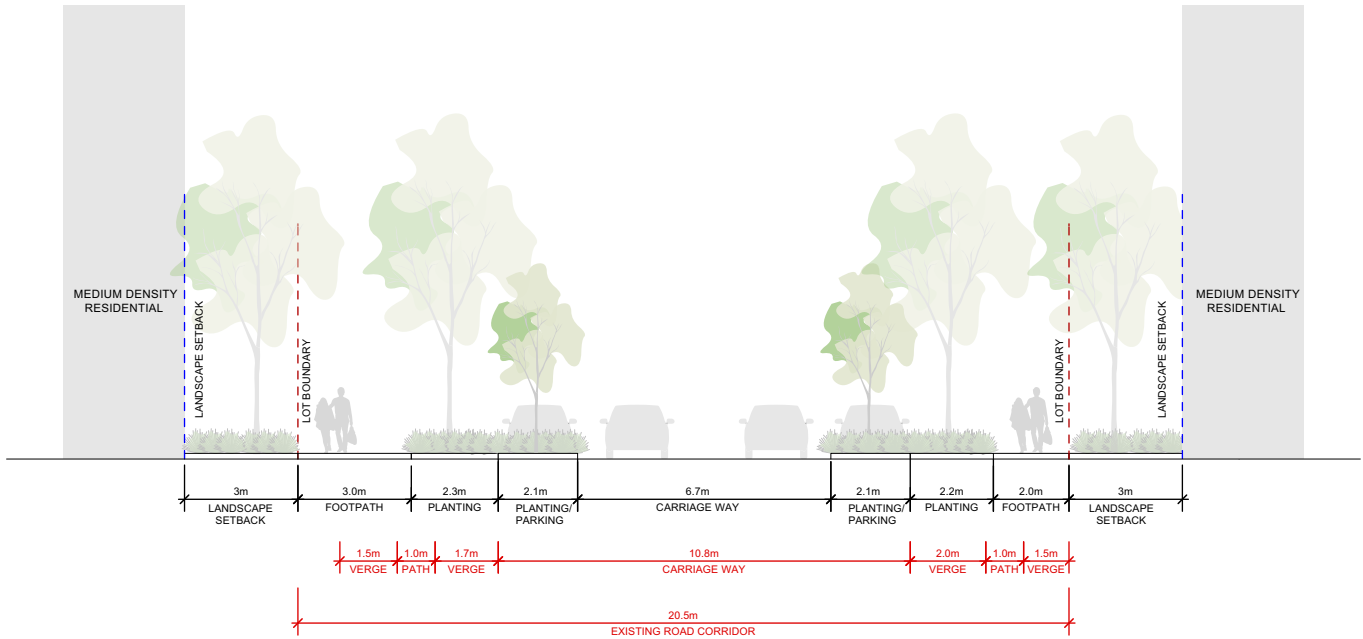 MEDIUM DENSITY
RESIDENTIAL
LANDSCAPE SETBACK
LOT BOUNDARY
LOT BOUNDARY
LANDSCAPE SETBACK
MEDIUM DENSITY
RESIDENTIAL
3m
LANDSCAPE
SETBACK
3.0m
FOOTPATH
2.3m
PLANTING
2.1m
PLANTING/
PARKING
6.7m
CARRIAGE WAY
2.1m
PLANTING/
PARKING
2.2m
PLANTING
2.0m
FOOTPATH
3m
LANDSCAPE
SETBACK
1.5m
VERGE
1.0m
PATH
1.7m
VERGE
10.8m
CARRIAGE WAY
2.0m
VERGE
1.0m
PATH
1.5m
VERGE
20.5m
EXISTING ROAD CORRIDOR